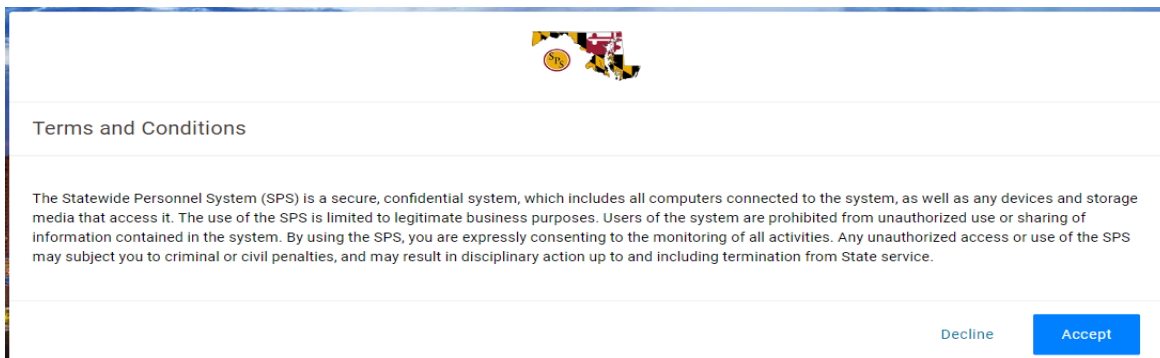 SPS
Terms and Conditions
The Statewide Personnel System (SPS) is a secure, confidential system, which includes all computers connected to the system, as well as any devices and storage
media that access it. The use of the SPS is limited to legitimate business purposes. Users of the system are prohibited from unauthorized use or sharing of
information contained in the system. By using the SPS, you are expressly consenting to the monitoring of all activities. Any unauthorized access or use of the SPS
may subject you to criminal or civil penalties, and may result in disciplinary action up to and including termination from State service.
Decline Accept